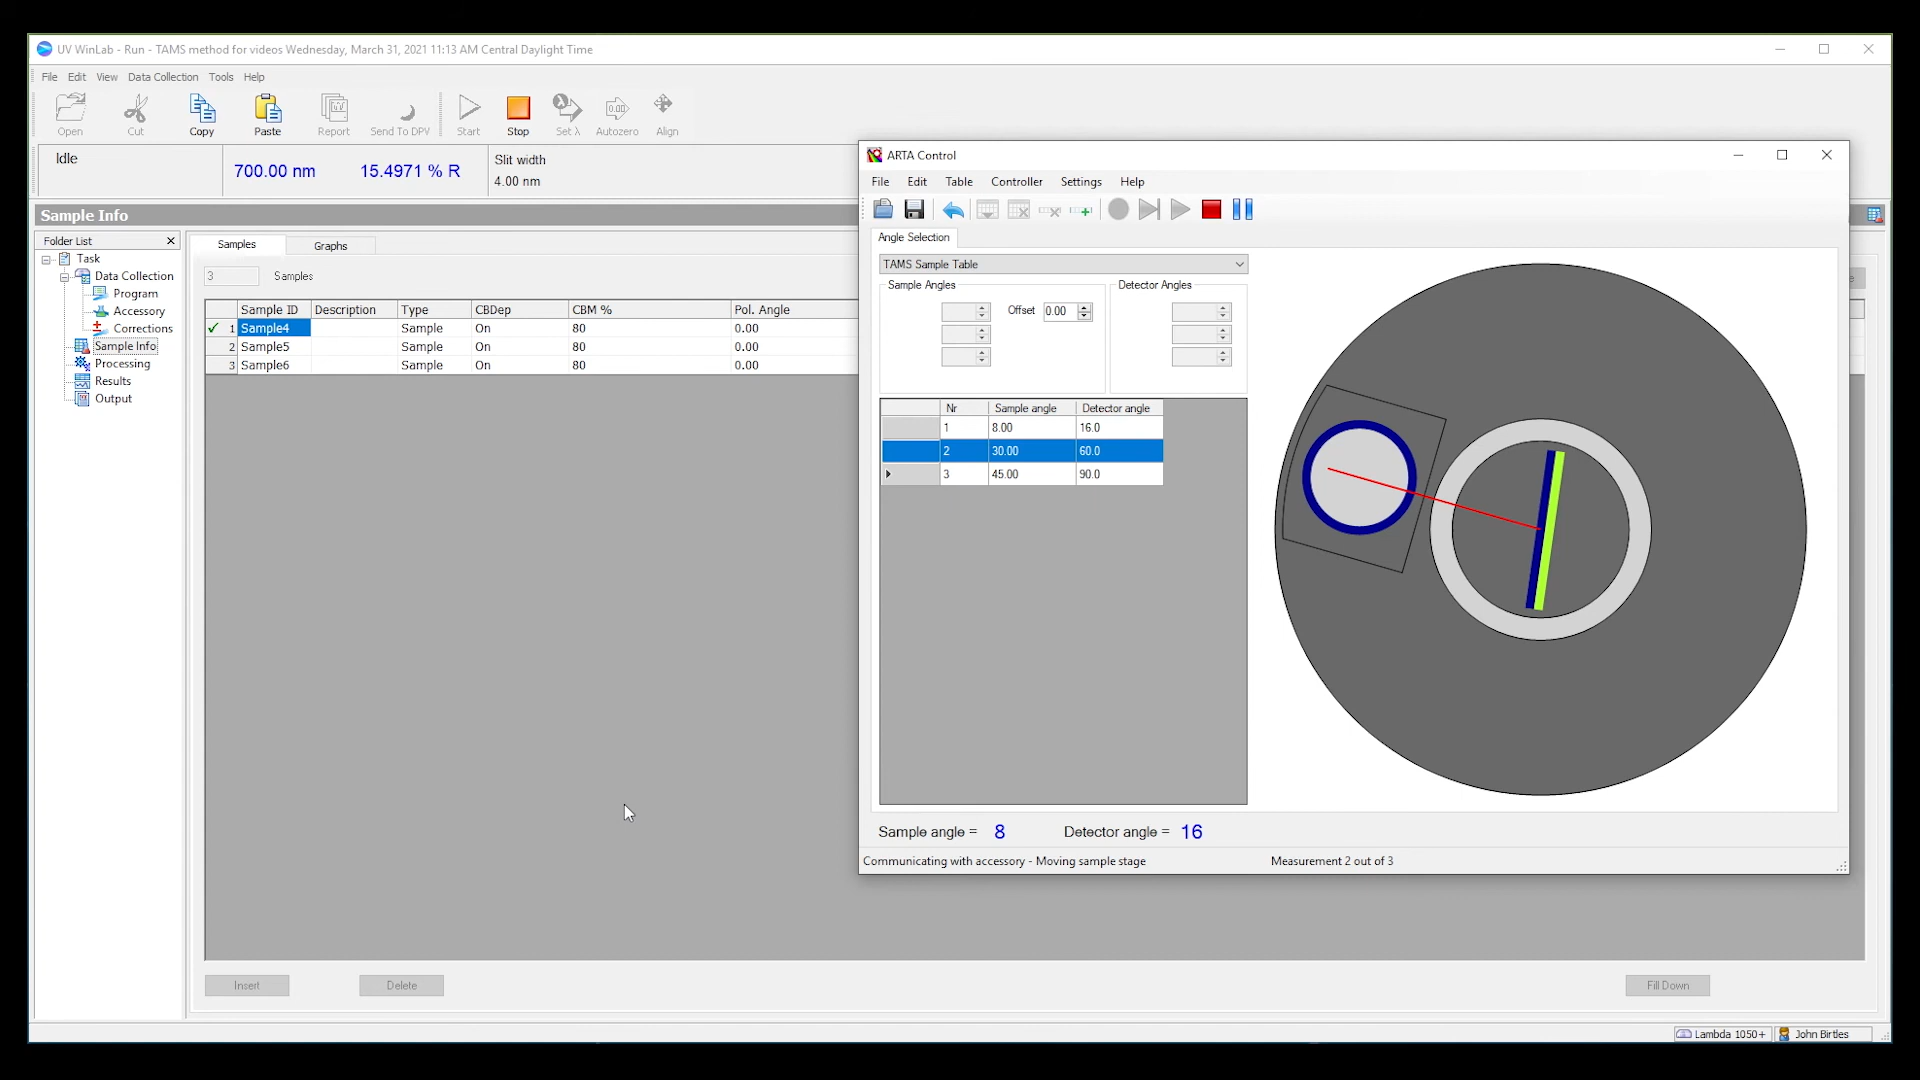 UV WinLab - Run - TAMS method for videos Wednesday, March 31, 2021 11:13 AM Central Daylight Time
File Edit View Data Collection Tools Help
Open Cut Copy Paste Report Send To DPV Start Stop Set λ Autozero Align
Idle
700.00 nm 15.4971 % R
Slit width
4.00 nm
Sample Info
Folder List
Task
Data Collection
Program
Accessory
Corrections
Sample Info
Processing
Results
Output
Samples Graphs
3 Samples
Sample ID Description Type CBDep CBM % Pol. Angle
1 Sample4 Sample On 80 0.00
2 Sample5 Sample On 80 0.00
3 Sample6 Sample On 80 0.00
Insert Delete Fill Down
ARTA Control
File Edit Table Controller Settings Help
Angle Selection
TAMS Sample Table
Sample Angles Detector Angles
Offset 0.00
Nr Sample angle Detector angle
1 8.00 16.0
2 30.00 60.0
3 45.00 90.0
Sample angle = 8 Detector angle = 16
Communicating with accessory - Moving sample stage Measurement 2 out of 3
Lambda 1050+ John Birtles